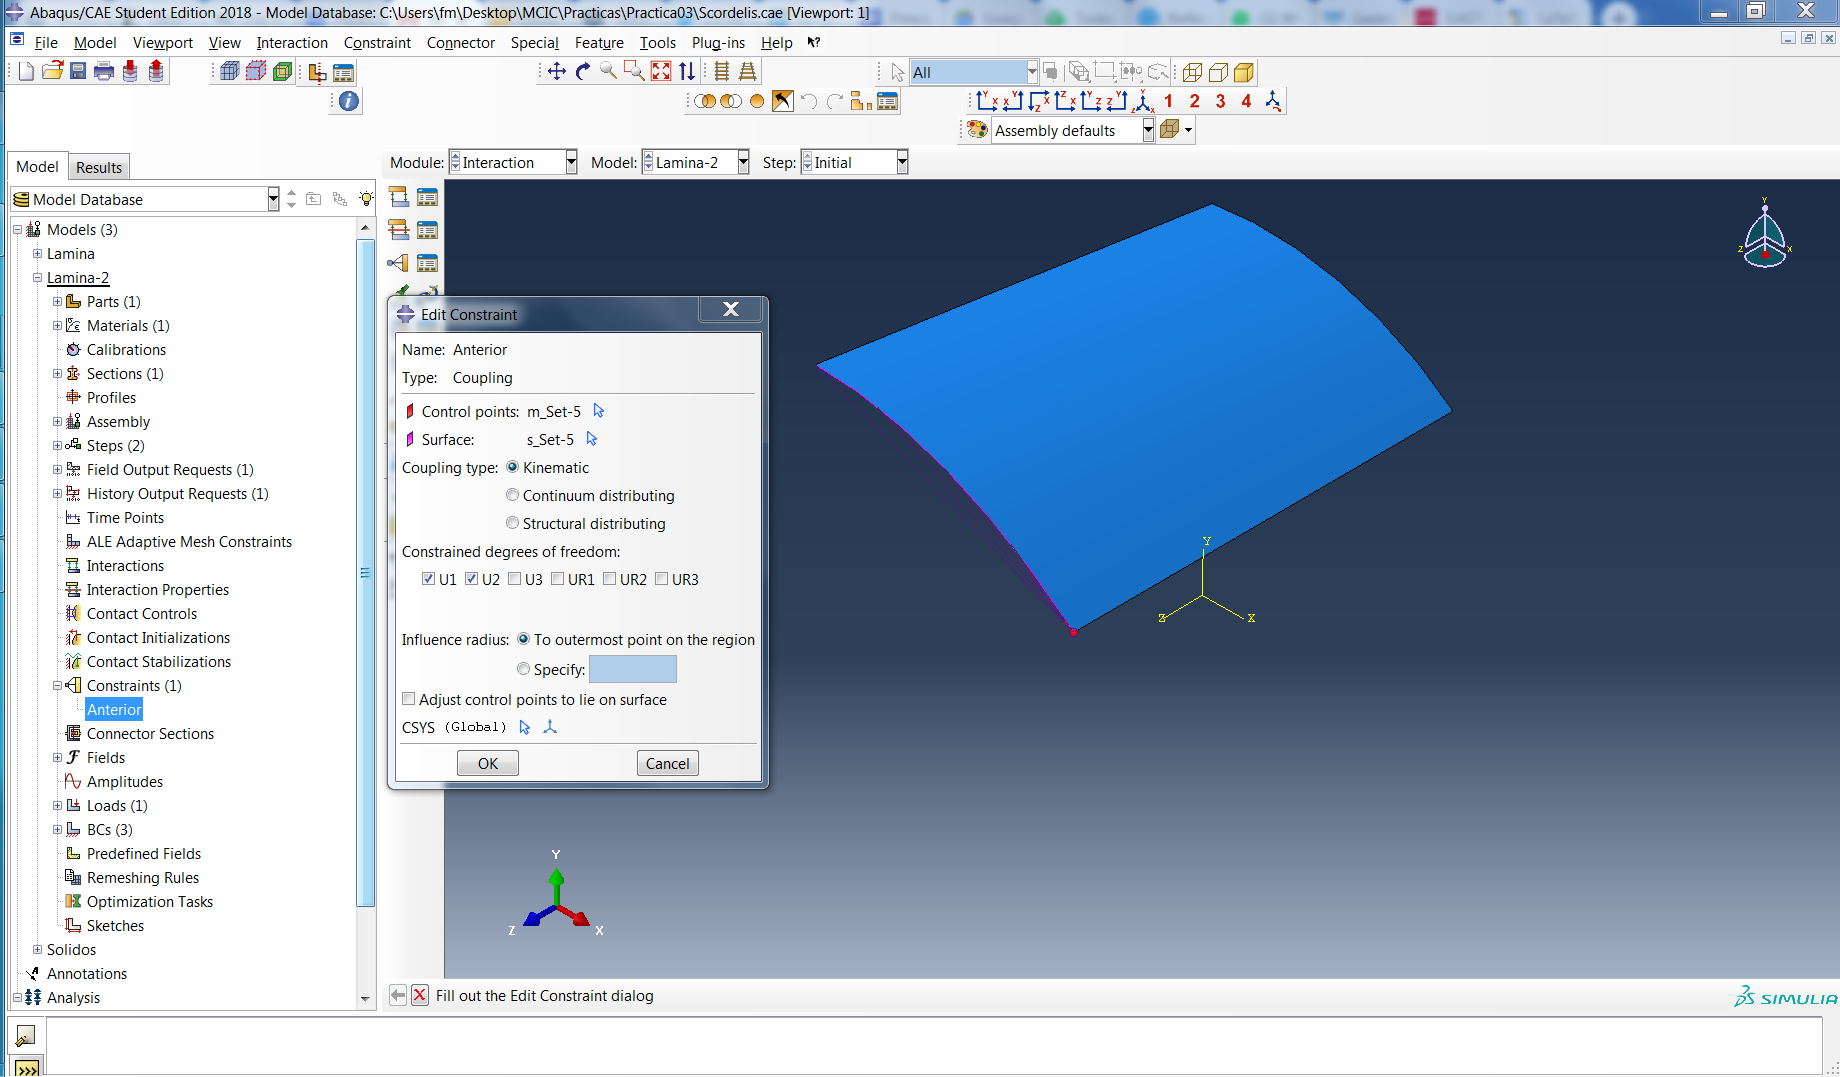 Abaqus/CAE Student Edition 2018 - Model Database: C:\Users\fm\Desktop\MCIC\Practicas\Practica03\Scordelis.cae [Viewport: 1]
File Model Viewport View Interaction Constraint Connector Special Feature Tools Plug-ins Help
All
1 2 3 4
Assembly defaults
Model Results
Module: Interaction Model: Lamina-2 Step: Initial
Model Database
Models (3)
Lamina
Lamina-2
Parts (1)
Materials (1)
Calibrations
Sections (1)
Profiles
Assembly
Steps (2)
Field Output Requests (1)
History Output Requests (1)
Time Points
ALE Adaptive Mesh Constraints
Interactions
Interaction Properties
Contact Controls
Contact Initializations
Contact Stabilizations
Constraints (1)
Anterior
Connector Sections
Fields
Amplitudes
Loads (1)
BCs (3)
Predefined Fields
Remeshing Rules
Optimization Tasks
Sketches
Solidos
Annotations
Analysis
Edit Constraint
Name: Anterior
Type: Coupling
Control points: m_Set-5
Surface: s_Set-5
Coupling type: Kinematic
Continuum distributing
Structural distributing
Constrained degrees of freedom:
U1 U2 U3 UR1 UR2 UR3
Influence radius: To outermost point on the region
Specify:
Adjust control points to lie on surface
CSYS (Global)
OK Cancel
Y
Z X
Y
Z X
Y
Z X
Fill out the Edit Constraint dialog
SIMULIA
>>>